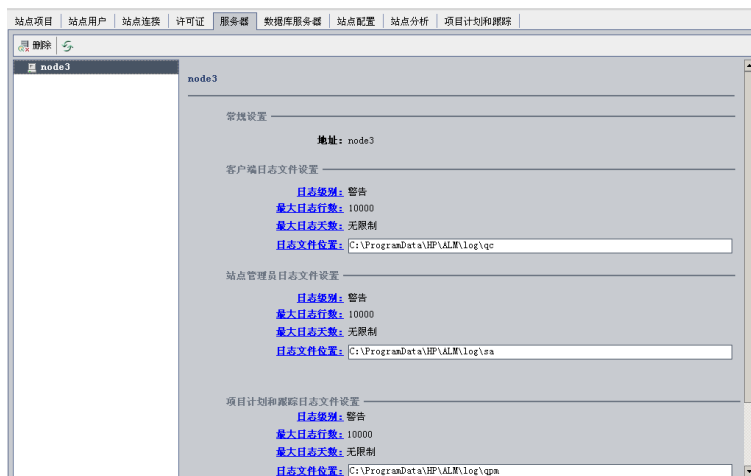 站点项目 站点用户 站点连接 许可证 服务器 数据库服务器 站点配置 站点分析 项目计划和跟踪
删除
node3
node3
常规设置
地址: node3
客户端日志文件设置
日志级别: 警告
最大日志行数: 10000
最大日志天数: 无限制
日志文件位置: C:\ProgramData\HP\ALM\log\qc
站点管理员日志文件设置
日志级别: 警告
最大日志行数: 10000
最大日志天数: 无限制
日志文件位置: C:\ProgramData\HP\ALM\log\sa
项目计划和跟踪日志文件设置
日志级别: 警告
最大日志行数: 10000
最大日志天数: 无限制
日志文件位置: C:\ProgramData\HP\ALM\log\qpm